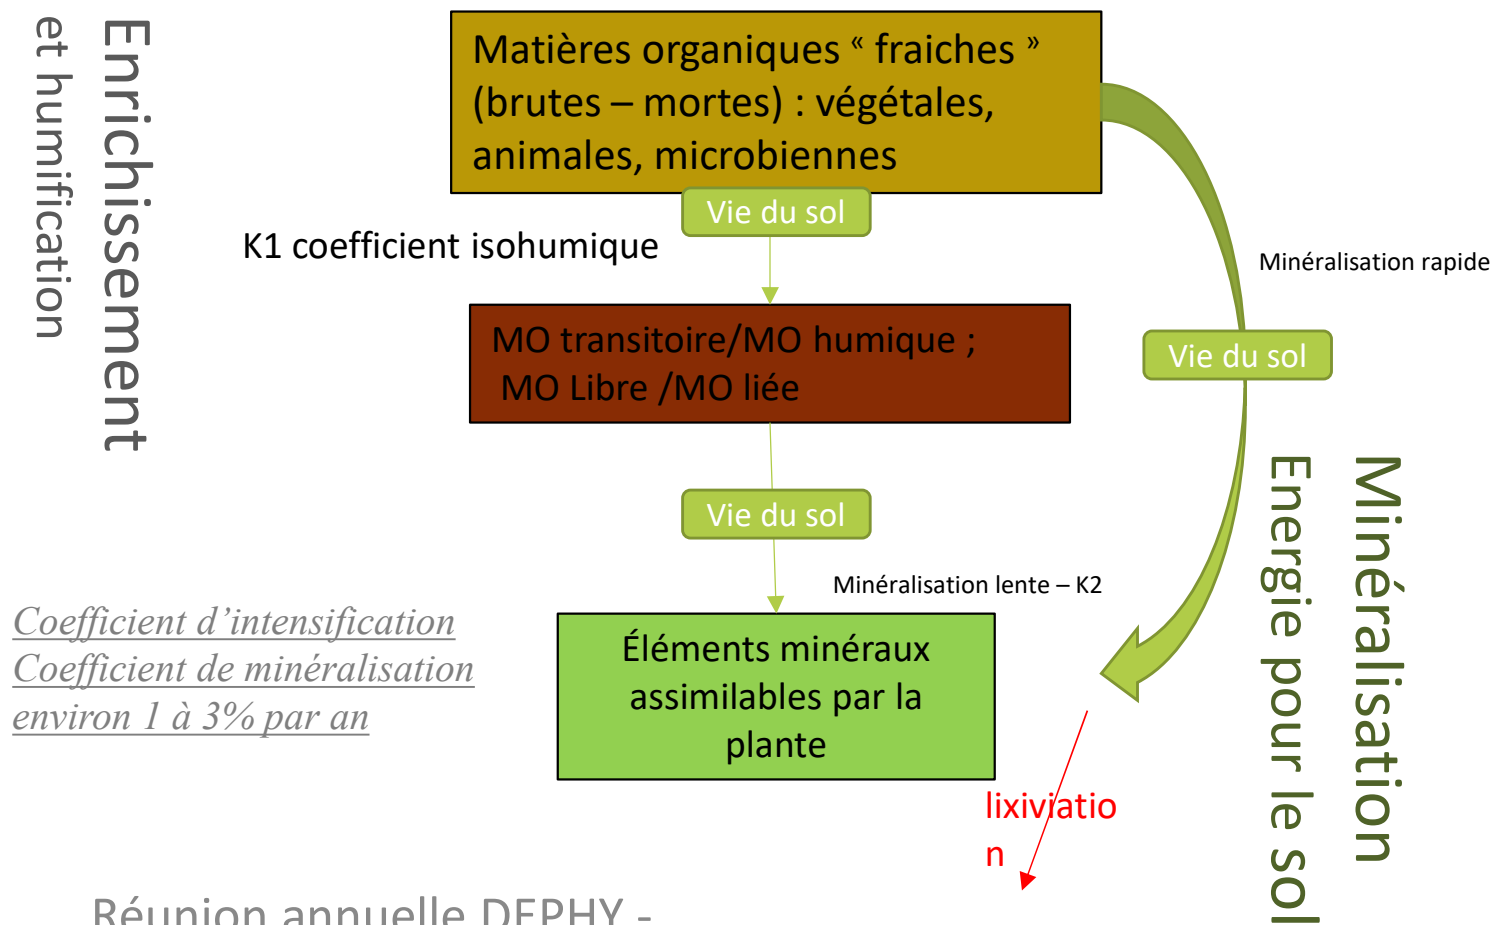 Enrichissement
et humification
Matières organiques « fraiches »
(brutes – mortes) : végétales,
animales, microbiennes
Vie du sol
K1 coefficient isohumique
Minéralisation rapide
MO transitoire/MO humique ;
MO Libre /MO liée
Vie du sol
Vie du sol
Minéralisation lente – K2
Minéralisation
Energie pour le sol
Coefficient d’intensification
Coefficient de minéralisation
environ 1 à 3% par an
Éléments minéraux
assimilables par la
plante
lixiviatio
n
Réunion annuelle DEPHY -